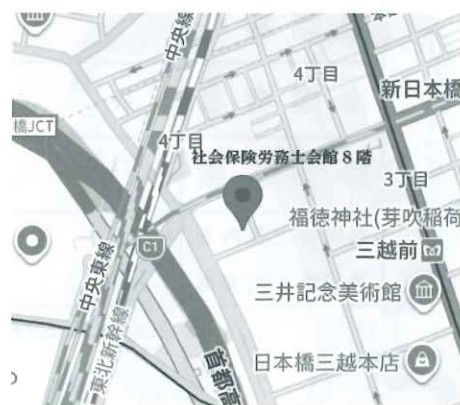 中央線
4丁目
新日本橋
橋JCT
4丁目
社会保険労務士会館8階
3丁目
福徳神社(芽吹稲荷
三越前
C1
中央東線
三井記念美術館
東北新幹線
首都高
日本橋三越本店